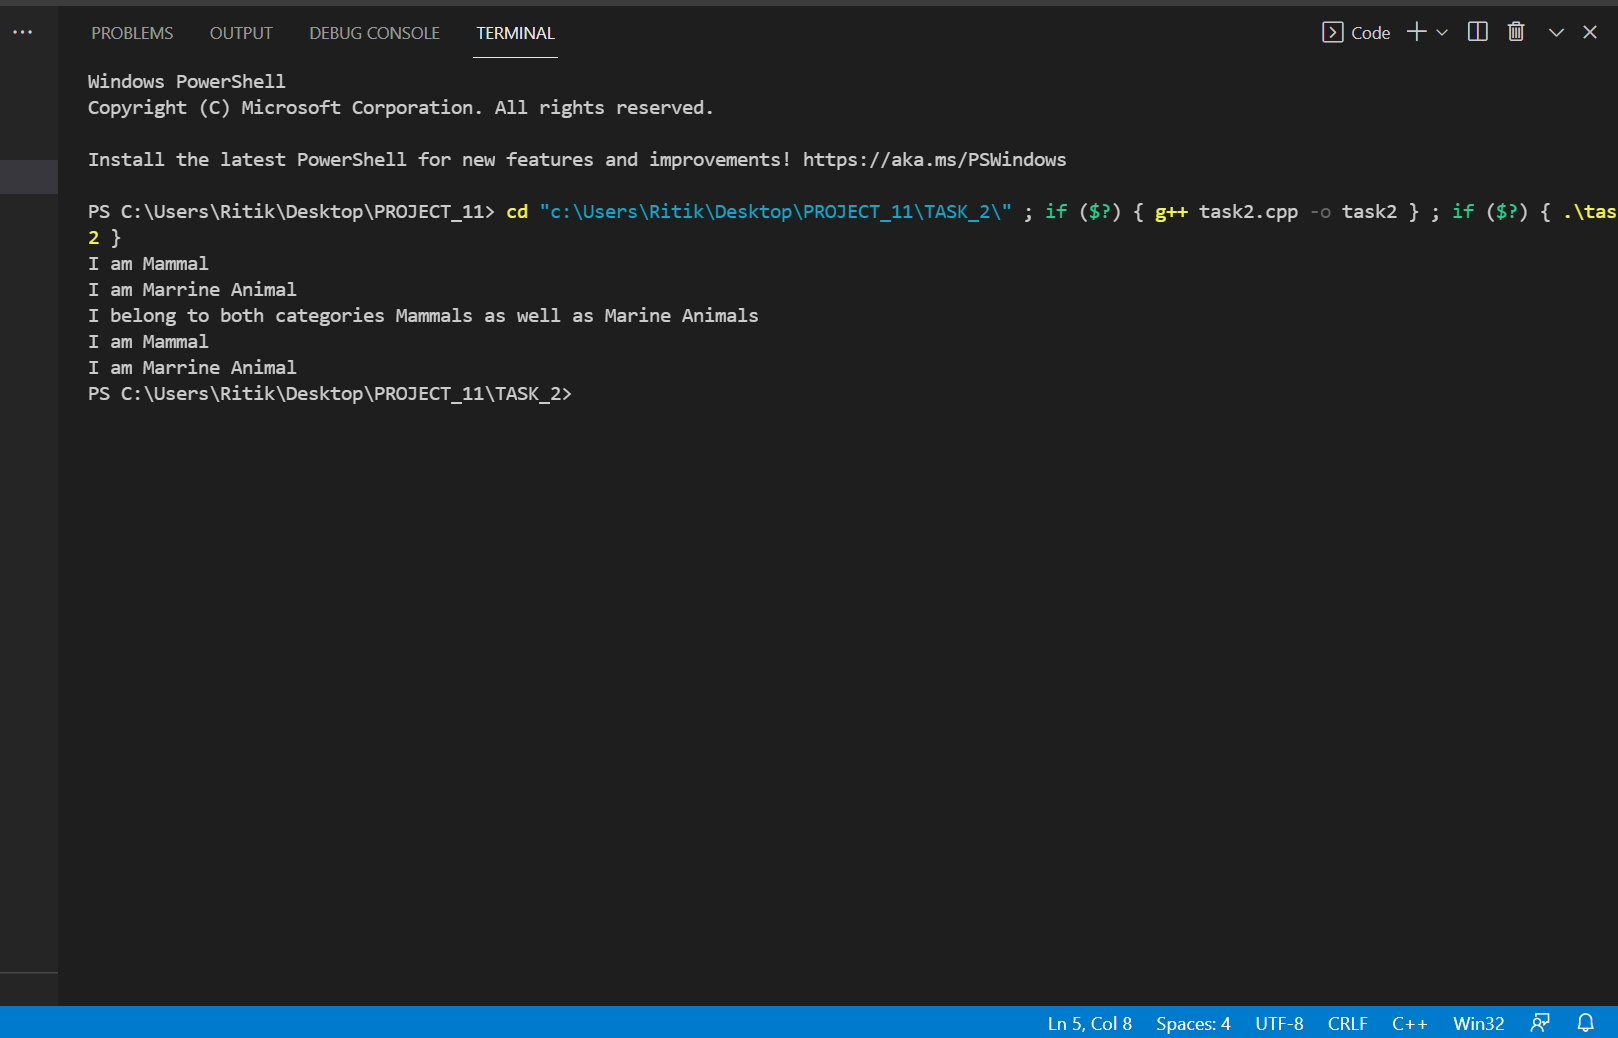 PROBLEMS OUTPUT DEBUG CONSOLE TERMINAL Code
Windows PowerShell
Copyright (C) Microsoft Corporation. All rights reserved.
Install the latest PowerShell for new features and improvements! https://aka.ms/PSWindows
PS C:\Users\Ritik\Desktop\PROJECT_11> cd "c:\Users\Ritik\Desktop\PROJECT_11\TASK_2\" ; if ($?) { g++ task2.cpp -o task2 } ; if ($?) { .\tas
2 }
I am Mammal
I am Marrine Animal
I belong to both categories Mammals as well as Marine Animals
I am Mammal
I am Marrine Animal
PS C:\Users\Ritik\Desktop\PROJECT_11\TASK_2>
Ln 5, Col 8 Spaces: 4 UTF-8 CRLF C++ Win32